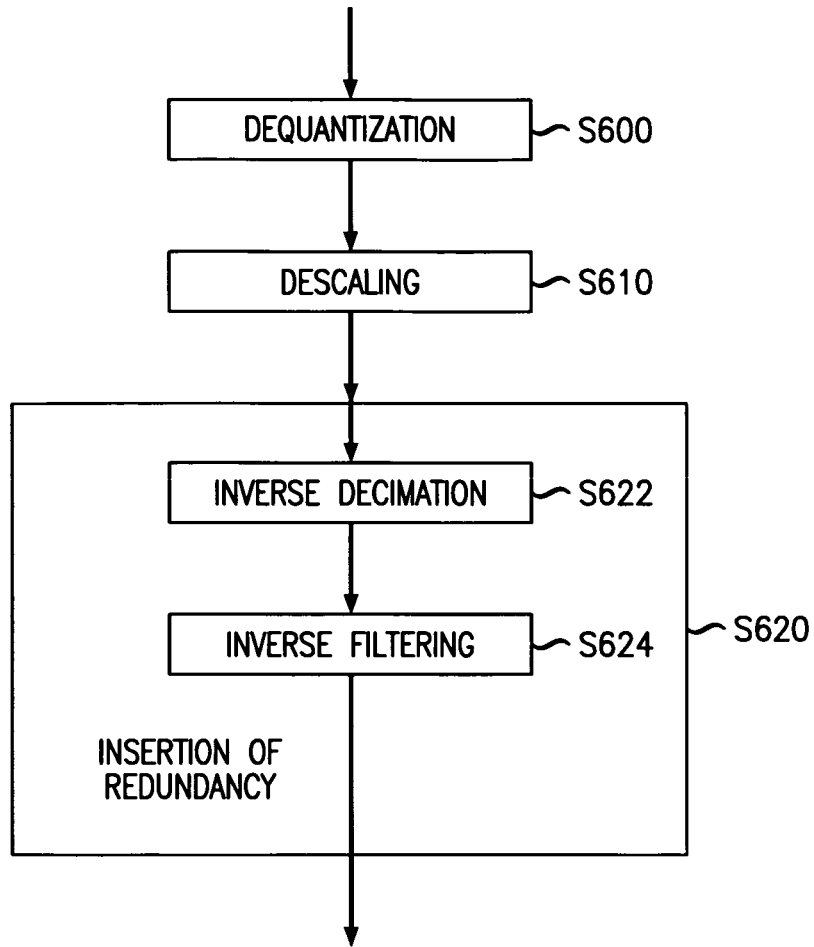 DEQUANTIZATION S600
DESCALING S610
INVERSE DECIMATION S622
INVERSE FILTERING S624
S620
INSERTION OF
REDUNDANCY